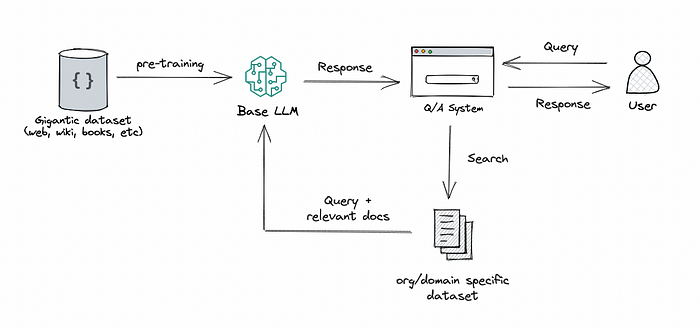 { }
pre-training
Gigantic dataset
(web, wiki, books, etc)
Base LLM
Response
Q/A System
Query
Response
User
Search
Query +
relevant docs
org/domain specific
dataset